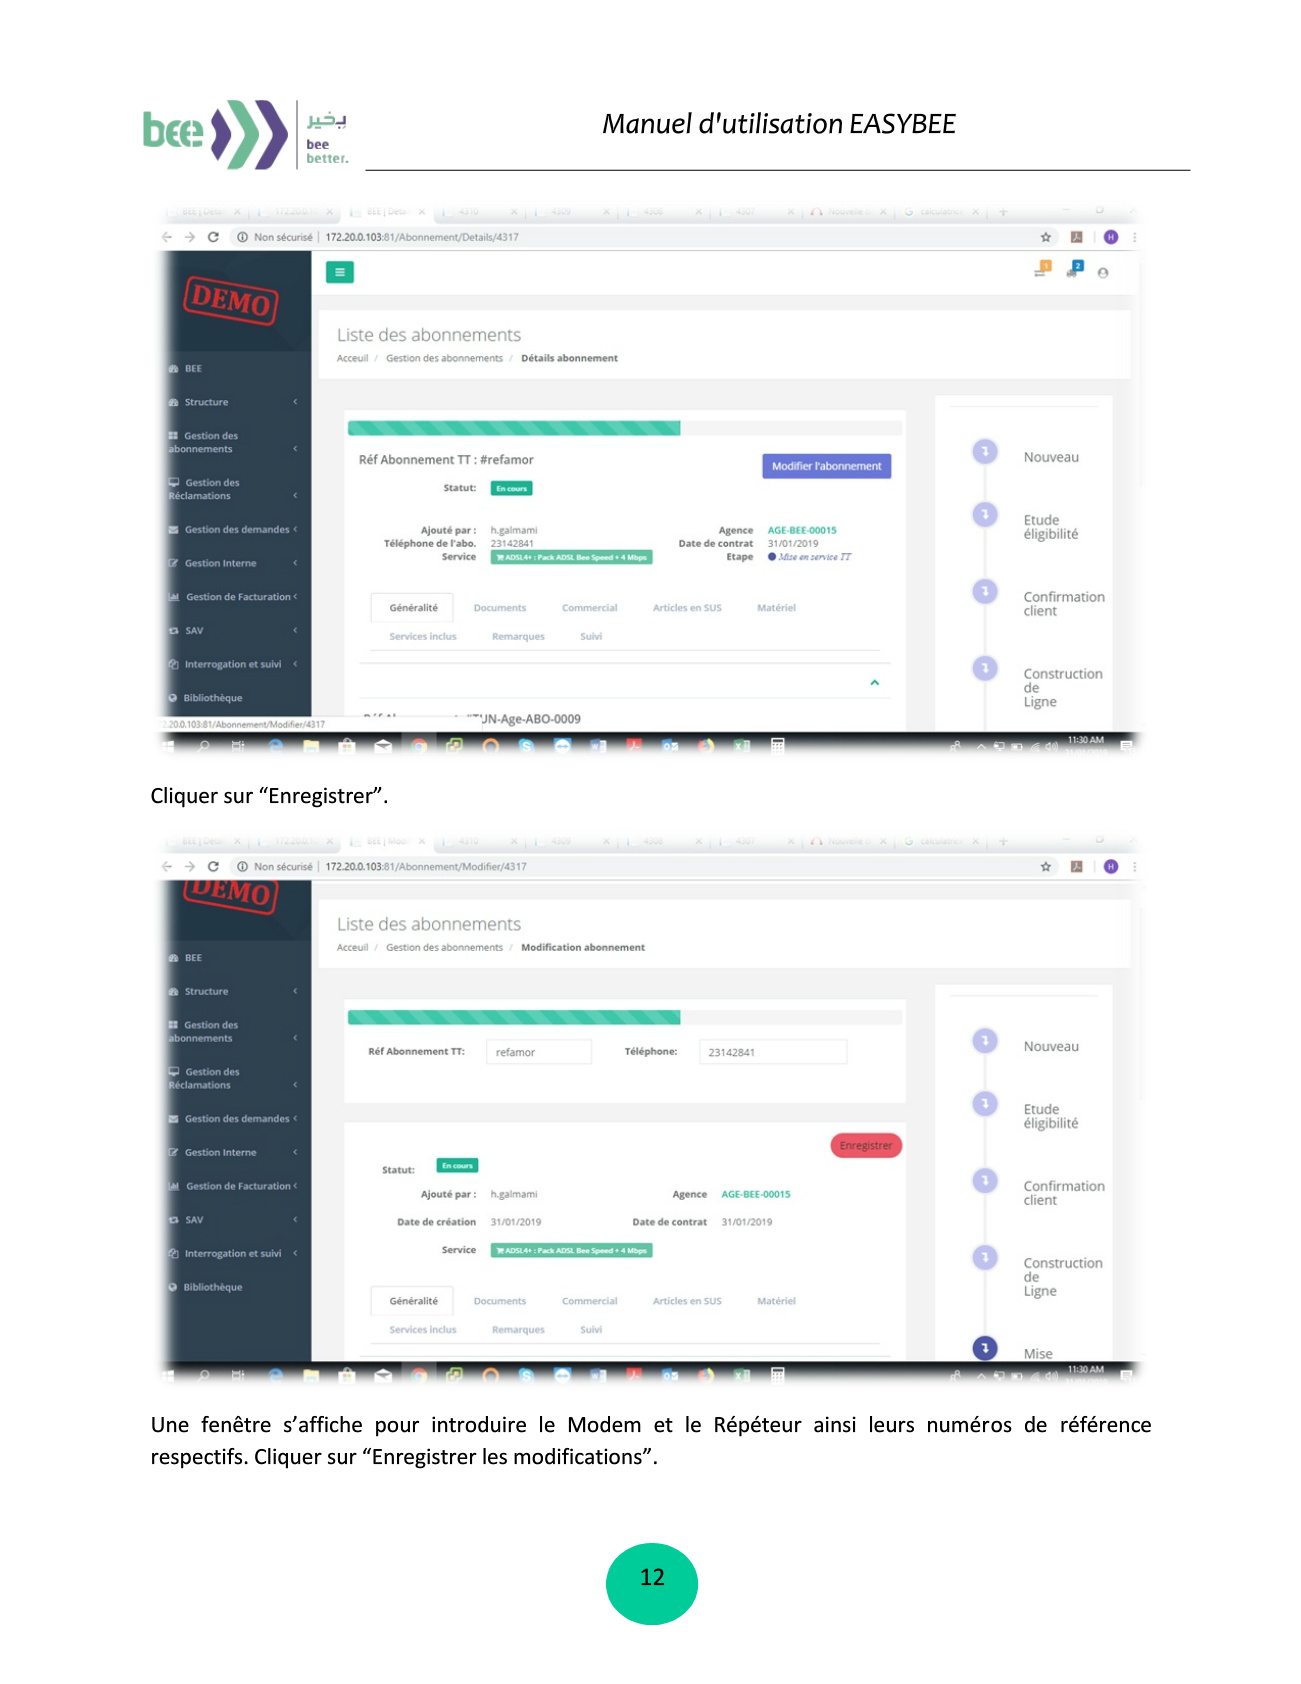 bee
بخير
bee
better.
Manuel d'utilisation EASYBEE
4310
4309
4308
4307
Non sécurisé | 172.20.0.103:81/Abonnement/Details/4317
H
DEMO
1
2
Liste des abonnements
Acceuil / Gestion des abonnements / Détails abonnement
BEE
Structure
Gestion des
abonnements
Gestion des
Réclamations
Gestion des demandes
Gestion Interne
Gestion de Facturation
SAV
Interrogation et suivi
Bibliothèque
Réf Abonnement TT : #refamor
Modifier l'abonnement
Statut: En cours
Ajouté par : h.galmami
Agence AGE-BEE-00015
Téléphone de l'abo. 23142841
Date de contrat 31/01/2019
Service ADSL4+ : Pack ADSL Bee Speed + 4 Mbps
Etape Mise en service TT
Généralité Documents Commercial Articles en SUS Matériel
Services inclus Remarques Suivi
UN-Age-ABO-0009
Nouveau
Etude
éligibilité
Confirmation
client
Construction
de
Ligne
2.20.0.103:81/Abonnement/Modifier/4317
11:30 AM
Cliquer sur “Enregistrer”.
4310
4309
4308
4307
Non sécurisé | 172.20.0.103:81/Abonnement/Modifier/4317
H
DEMO
Liste des abonnements
Acceuil / Gestion des abonnements / Modification abonnement
BEE
Structure
Gestion des
abonnements
Gestion des
Réclamations
Gestion des demandes
Gestion Interne
Gestion de Facturation
SAV
Interrogation et suivi
Bibliothèque
Réf Abonnement TT: refamor Téléphone: 23142841
Enregistrer
Statut: En cours
Ajouté par : h.galmami Agence AGE-BEE-00015
Date de création 31/01/2019 Date de contrat 31/01/2019
Service ADSL4+ : Pack ADSL Bee Speed + 4 Mbps
Généralité Documents Commercial Articles en SUS Matériel
Services inclus Remarques Suivi
Nouveau
Etude
éligibilité
Confirmation
client
Construction
de
Ligne
Mise
11:30 AM
Une fenêtre s’affiche pour introduire le Modem et le Répéteur ainsi leurs numéros de référence
respectifs. Cliquer sur “Enregistrer les modifications”.
12